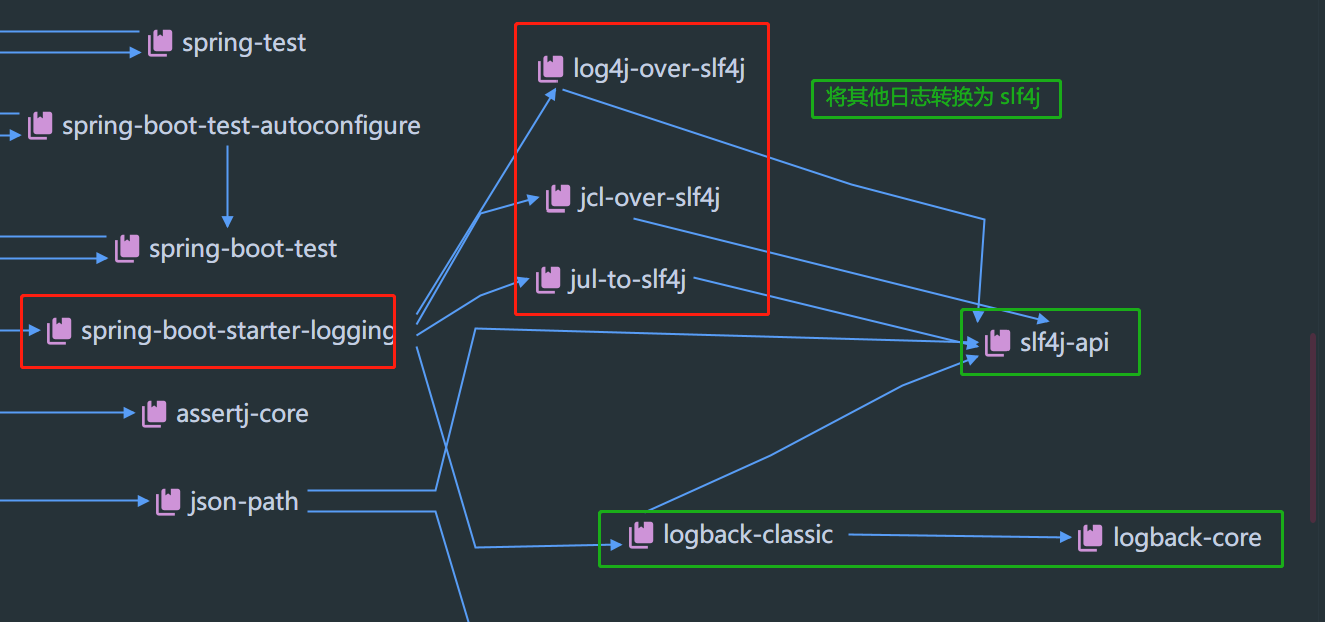 spring-test
log4j-over-slf4j
将其他日志转换为 slf4j
spring-boot-test-autoconfigure
jcl-over-slf4j
spring-boot-test
jul-to-slf4j
spring-boot-starter-logging
slf4j-api
assertj-core
json-path
logback-classic
logback-core